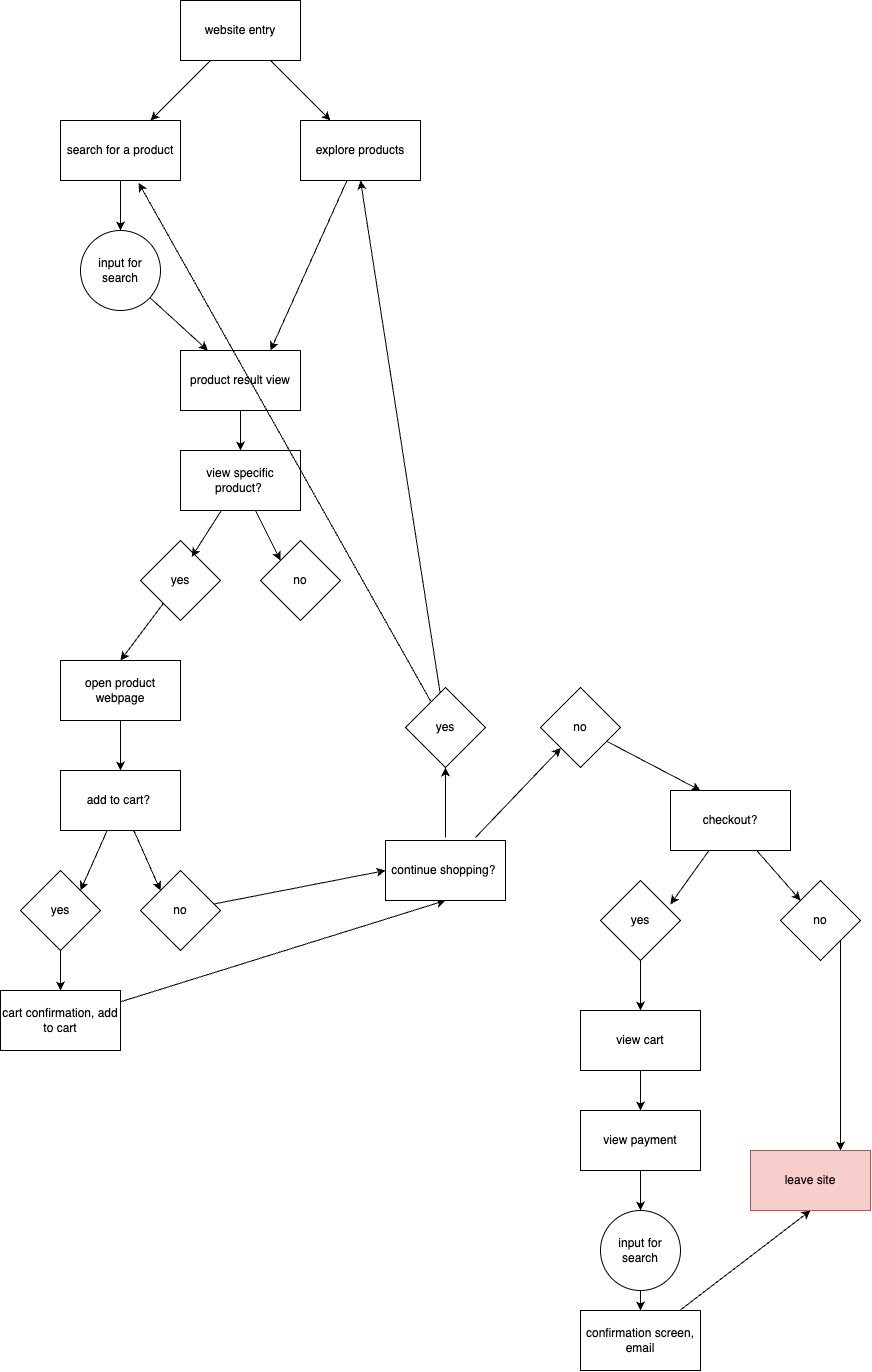 website entry
search for a product
explore products
input for
search
product result view
view specific
product?
yes
no
open product
webpage
yes
no
add to cart?
checkout?
continue shopping?
yes
no
yes
no
cart confirmation, add
to cart
view cart
view payment
leave site
input for
search
confirmation screen,
email